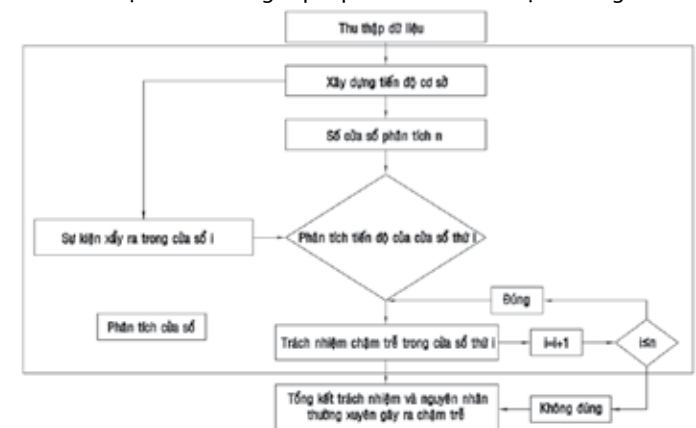 Thu thập dữ liệu
Xây dựng tiến độ cơ sở
Số cửa sổ phân tích n
Sự kiện xẩy ra trong cửa sổ i
Phân tích tiến độ của cửa sổ thứ i
Đúng
Phân tích cửa sổ
Trách nhiệm chậm trễ trong cửa sổ thứ i
i=i+1
i≤n
Tổng kết trách nhiệm và nguyên nhân
thường xuyên gây ra chậm trễ
Không đúng